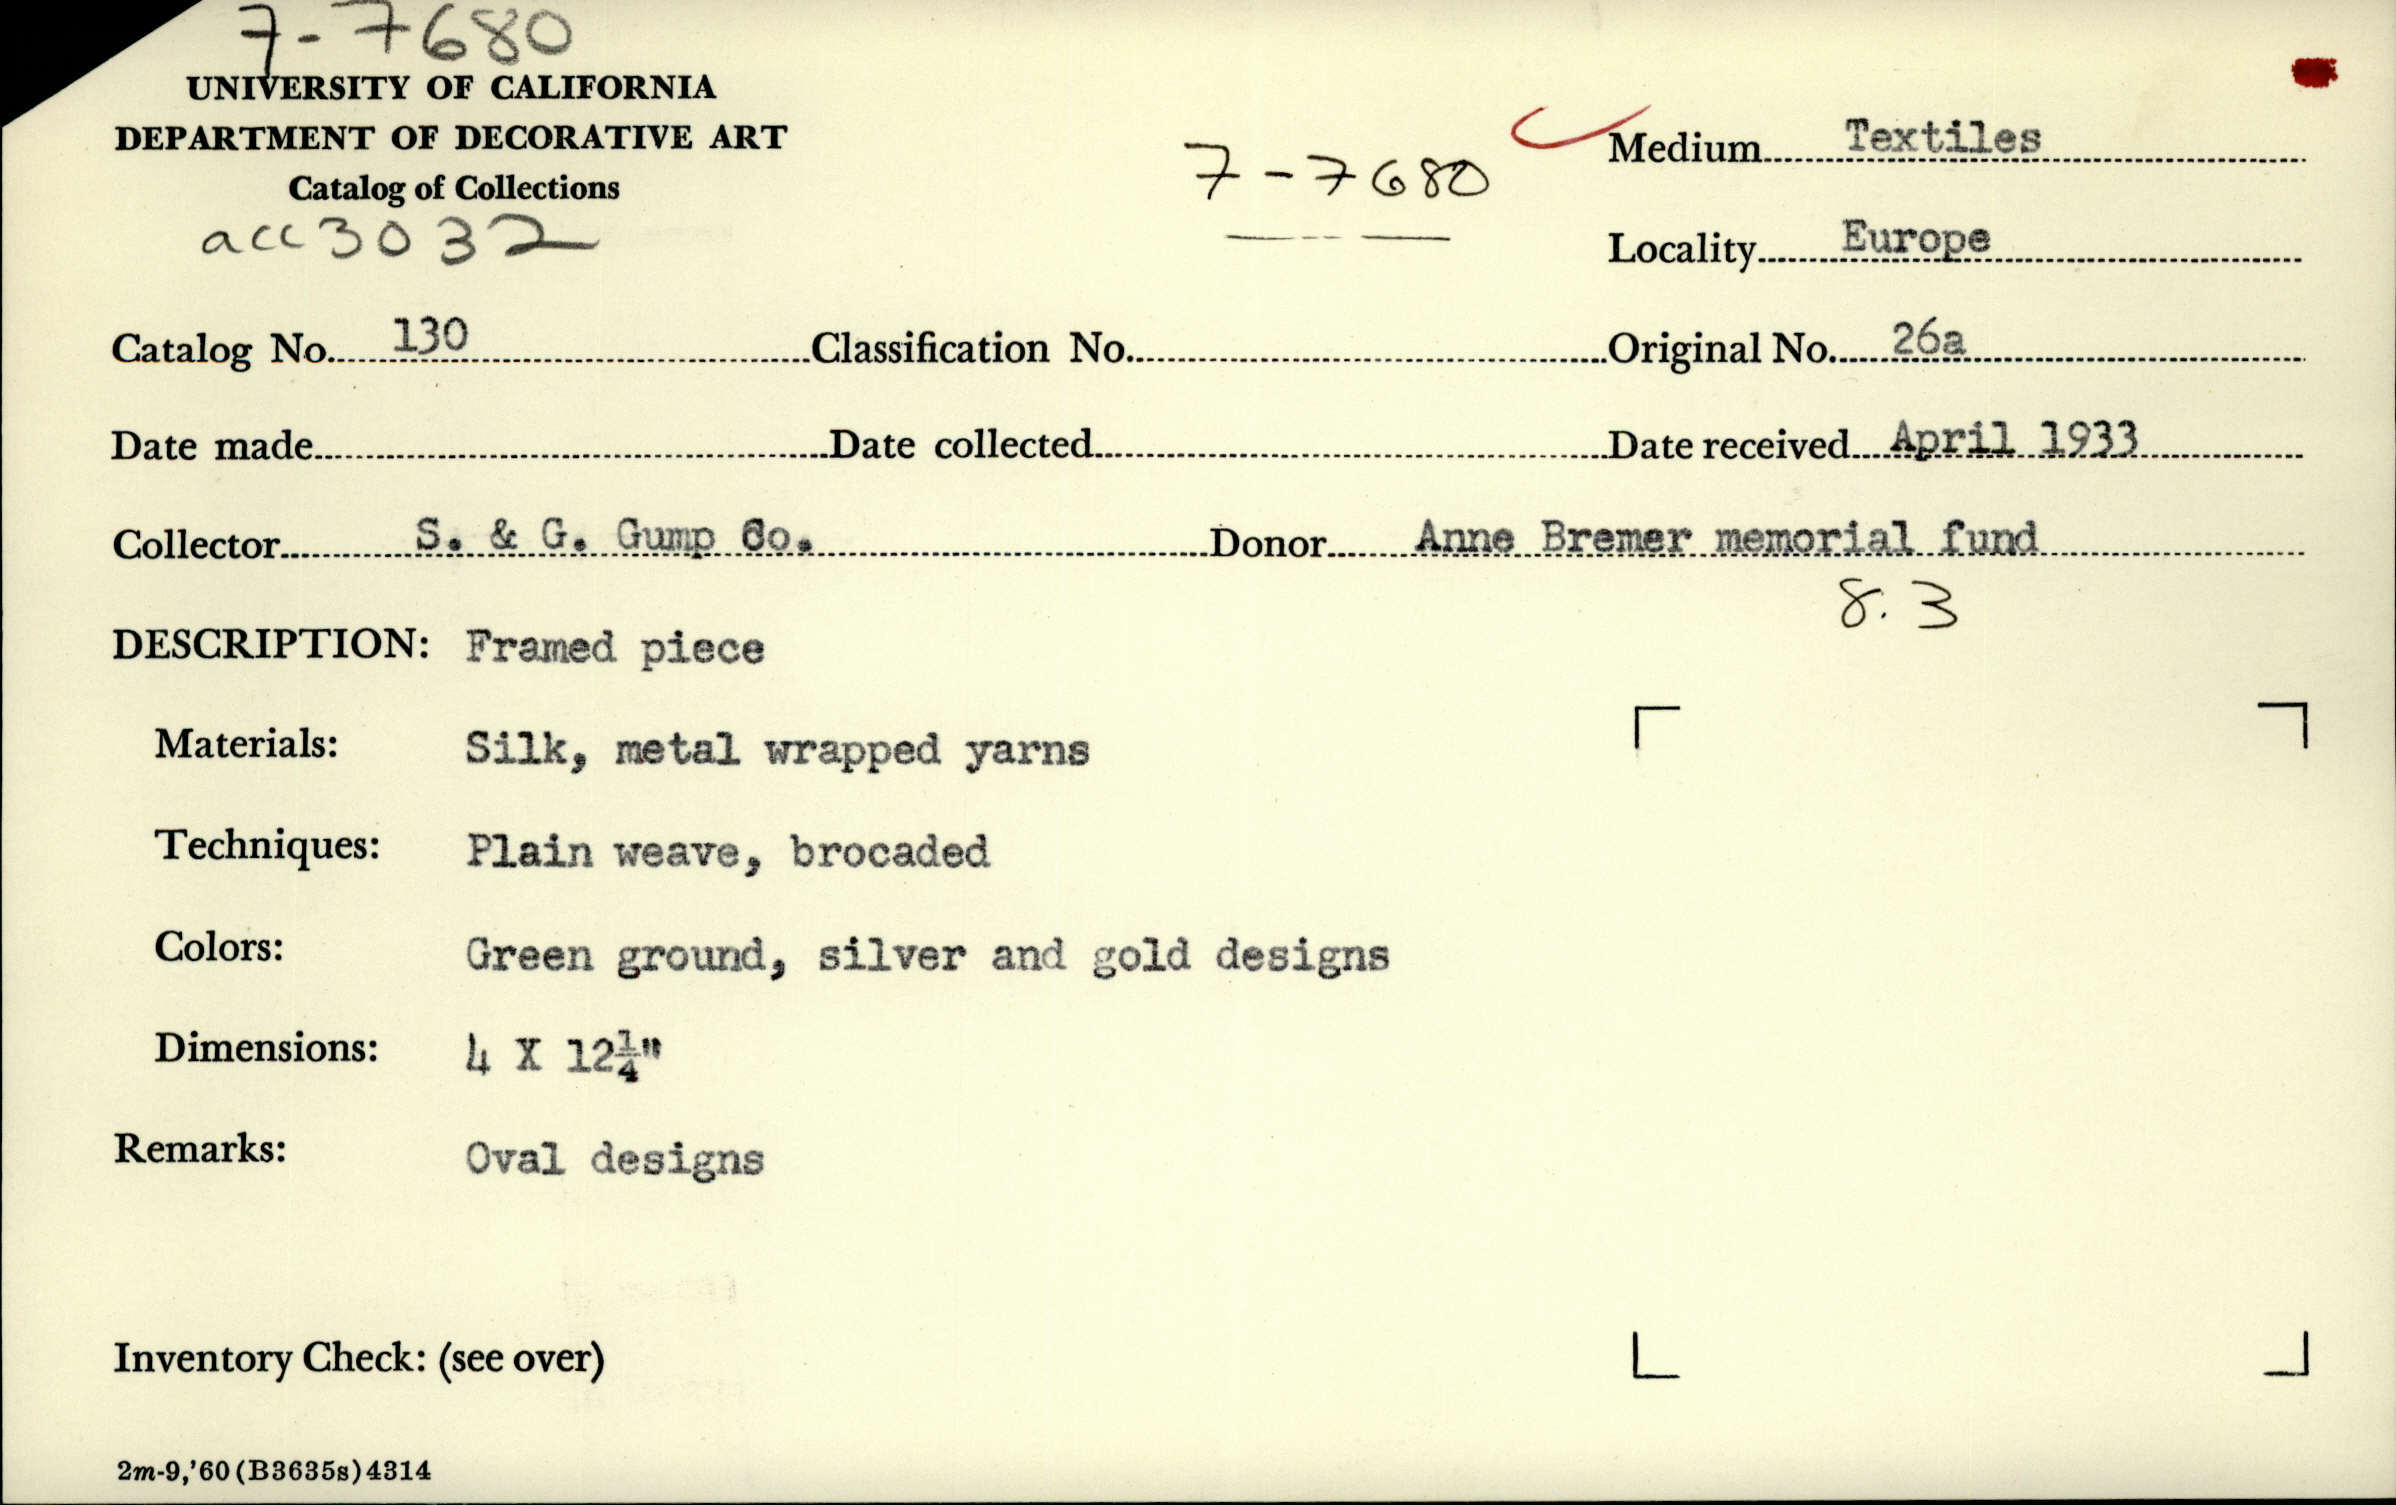 7-7680
UNIVERSITY OF CALIFORNIA
DEPARTMENT OF DECORATIVE ART
Catalog of Collections
acc 3032
7-7680
Medium Textiles
Locality Europe
Catalog No. 130 Classification No. Original No. 26a
Date made Date collected Date received April 1933
Collector S. & G. Gump Co. Donor Anne Bremer memorial fund
8.3
DESCRIPTION: Framed piece
Materials: Silk, metal wrapped yarns
Techniques: Plain weave, brocaded
Colors: Green ground, silver and gold designs
Dimensions: 4 X 12¼"
Remarks: Oval designs
Inventory Check: (see over)
2m-9,'60(B3635s)4314